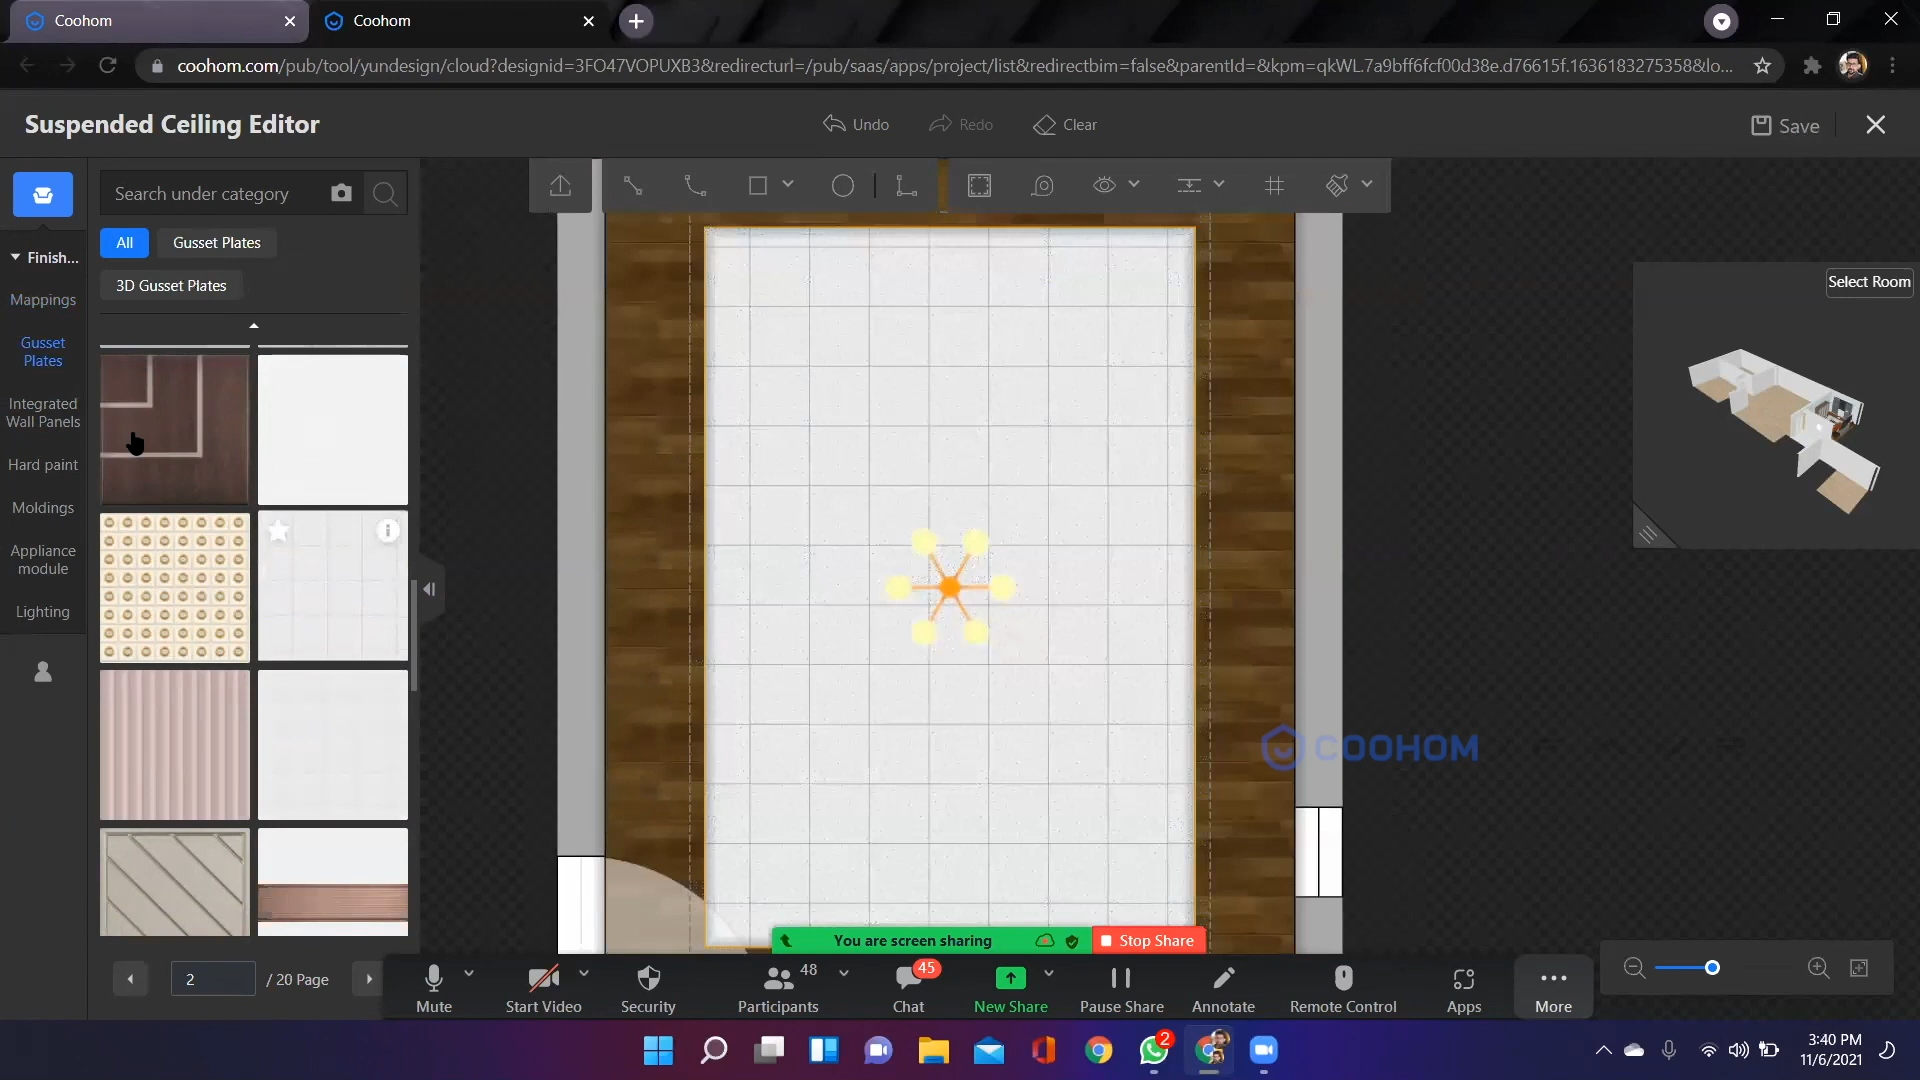 Coohom
Coohom
coohom.com/pub/tool/yundesign/cloud?designid=3FO47VOPUXB3&redirecturl=/pub/saas/apps/project/list&redirectbim=false&parentId=&kpm=qkWL.7a9bff6fcf00d38e.d76615f.1636183275358&lo...
Suspended Ceiling Editor
Undo
Redo
Clear
Save
Search under category
All
Gusset Plates
3D Gusset Plates
Finish...
Mappings
Gusset
Plates
Integrated
Wall Panels
Hard paint
Moldings
Appliance
module
Lighting
Select Room
COOHOM
2
/ 20 Page
You are screen sharing
Stop Share
Mute
Start Video
Security
Participants
48
Chat
45
New Share
Pause Share
Annotate
Remote Control
Apps
More
2
3:40 PM
11/6/2021